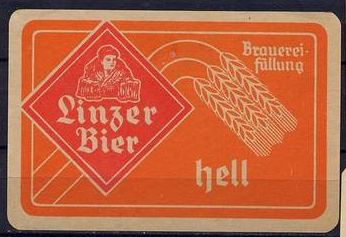 Linzer
Bier
Brauerei-
füllung
hell